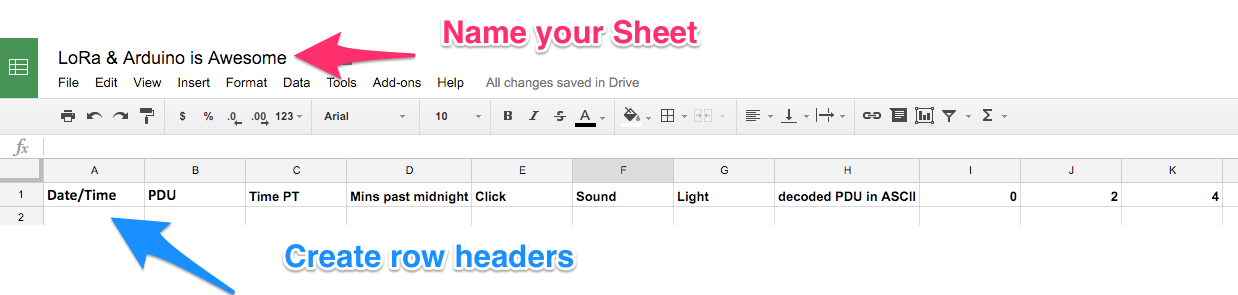 Name your Sheet
LoRa & Arduino is Awesome
File Edit View Insert Format Data Tools Add-ons Help All changes saved in Drive
$ % .0 .00 123 Arial 10 B I S A Σ
fx
A B C D E F G H I J K
1 Date/Time PDU Time PT Mins past midnight Click Sound Light decoded PDU in ASCII 0 2 4
2
Create row headers